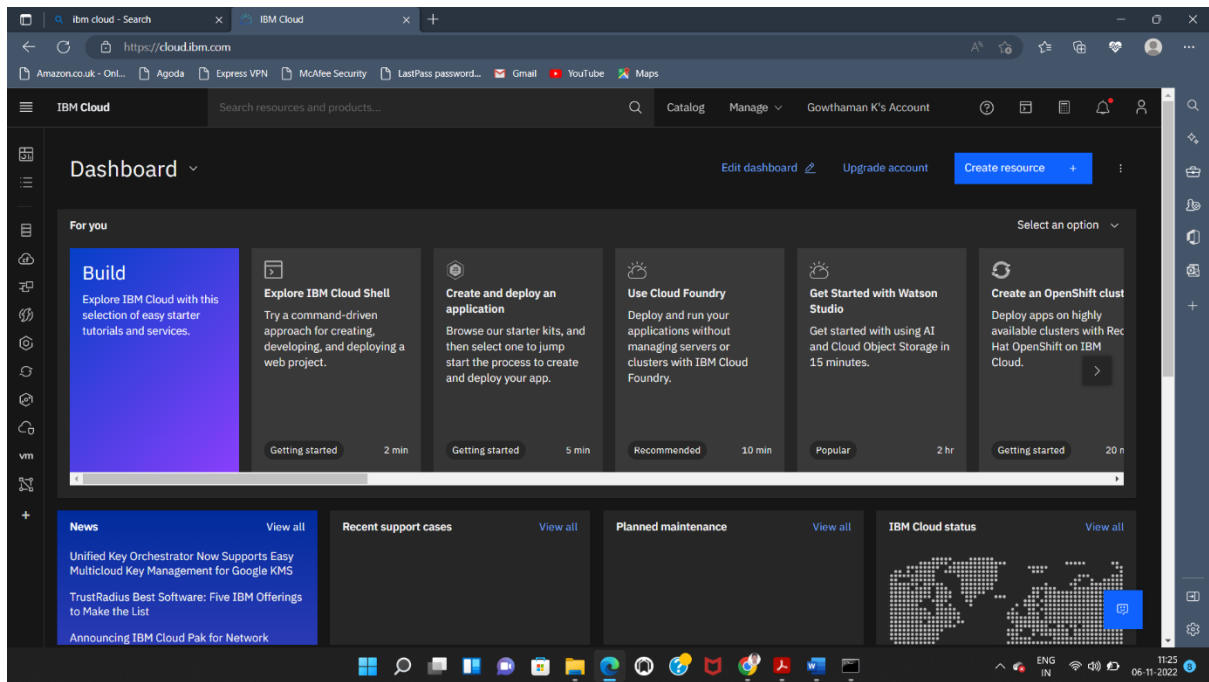 ibm cloud - Search
IBM Cloud
https://cloud.ibm.com
Amazon.co.uk - Onl...
Agoda
Express VPN
McAfee Security
LastPass password...
Gmail
YouTube
Maps
IBM Cloud
Search resources and products...
Catalog
Manage
Gowthaman K's Account
Dashboard
Edit dashboard
Upgrade account
Create resource +
For you
Select an option
Build
Explore IBM Cloud with this
selection of easy starter
tutorials and services.
Explore IBM Cloud Shell
Try a command-driven
approach for creating,
developing, and deploying a
web project.
Getting started
2 min
Create and deploy an
application
Browse our starter kits, and
then select one to jump
start the process to create
and deploy your app.
Getting started
5 min
Use Cloud Foundry
Deploy and run your
applications without
managing servers or
clusters with IBM Cloud
Foundry.
Recommended
10 min
Get Started with Watson
Studio
Get started with using AI
and Cloud Object Storage in
15 minutes.
Popular
2 hr
Create an OpenShift clust
Deploy apps on highly
available clusters with Red
Hat OpenShift on IBM
Cloud.
Getting started
20 m
vm
News
View all
Unified Key Orchestrator Now Supports Easy
Multicloud Key Management for Google KMS
TrustRadius Best Software: Five IBM Offerings
to Make the List
Announcing IBM Cloud Pak for Network
Recent support cases
View all
Planned maintenance
View all
IBM Cloud status
View all
ENG
IN
11:25
06-11-2022
8